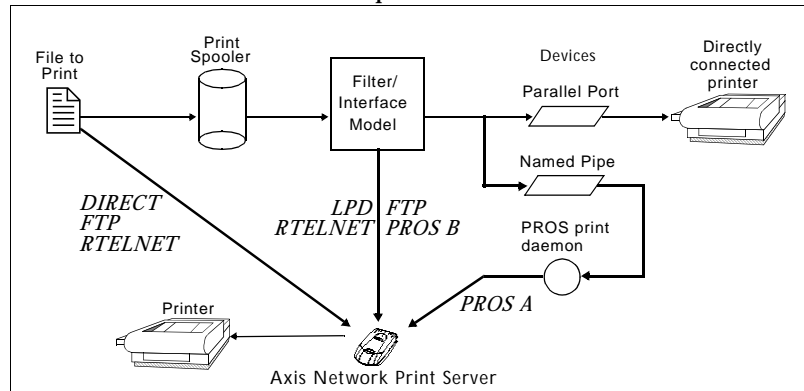 File to
Print
Print
Spooler
Filter/
Interface
Model
Devices
Parallel Port
Directly
connected
printer
Named Pipe
DIRECT
FTP
RTELNET
LPD FTP
RTELNET PROS B
PROS print
daemon
PROS A
Printer
Axis Network Print Server